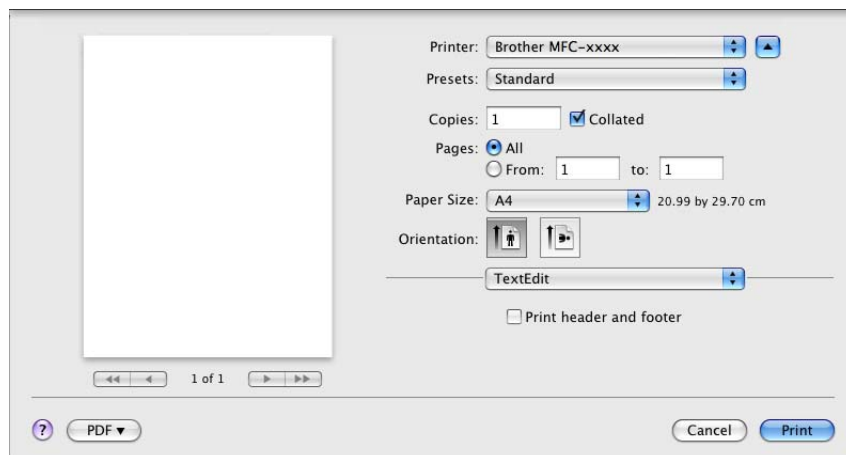 Printer: Brother MFC-xxxx
Presets: Standard
Copies: 1 Collated
Pages: All
From: 1 to: 1
Paper Size: A4 20.99 by 29.70 cm
Orientation:
TextEdit
Print header and footer
1 of 1
? PDF▼ Cancel Print